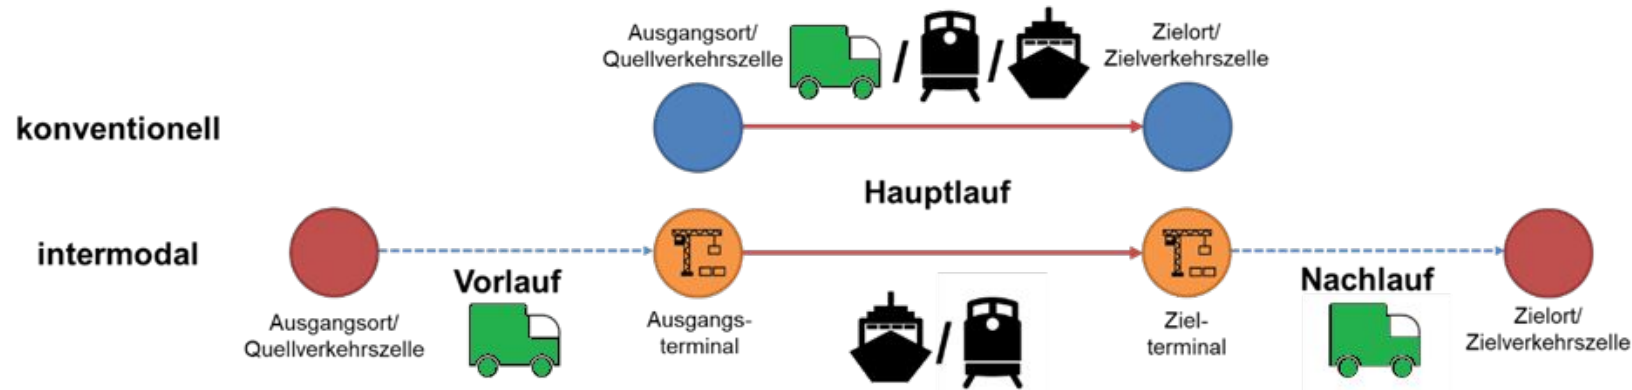 Ausgangsort/
Quellverkehrszelle
/
/
Zielort/
Zielverkehrszelle
konventionell
Hauptlauf
intermodal
Vorlauf
Nachlauf
Ausgangsort/
Quellverkehrszelle
Ausgangs-
terminal
/
Ziel-
terminal
Zielort/
Zielverkehrszelle